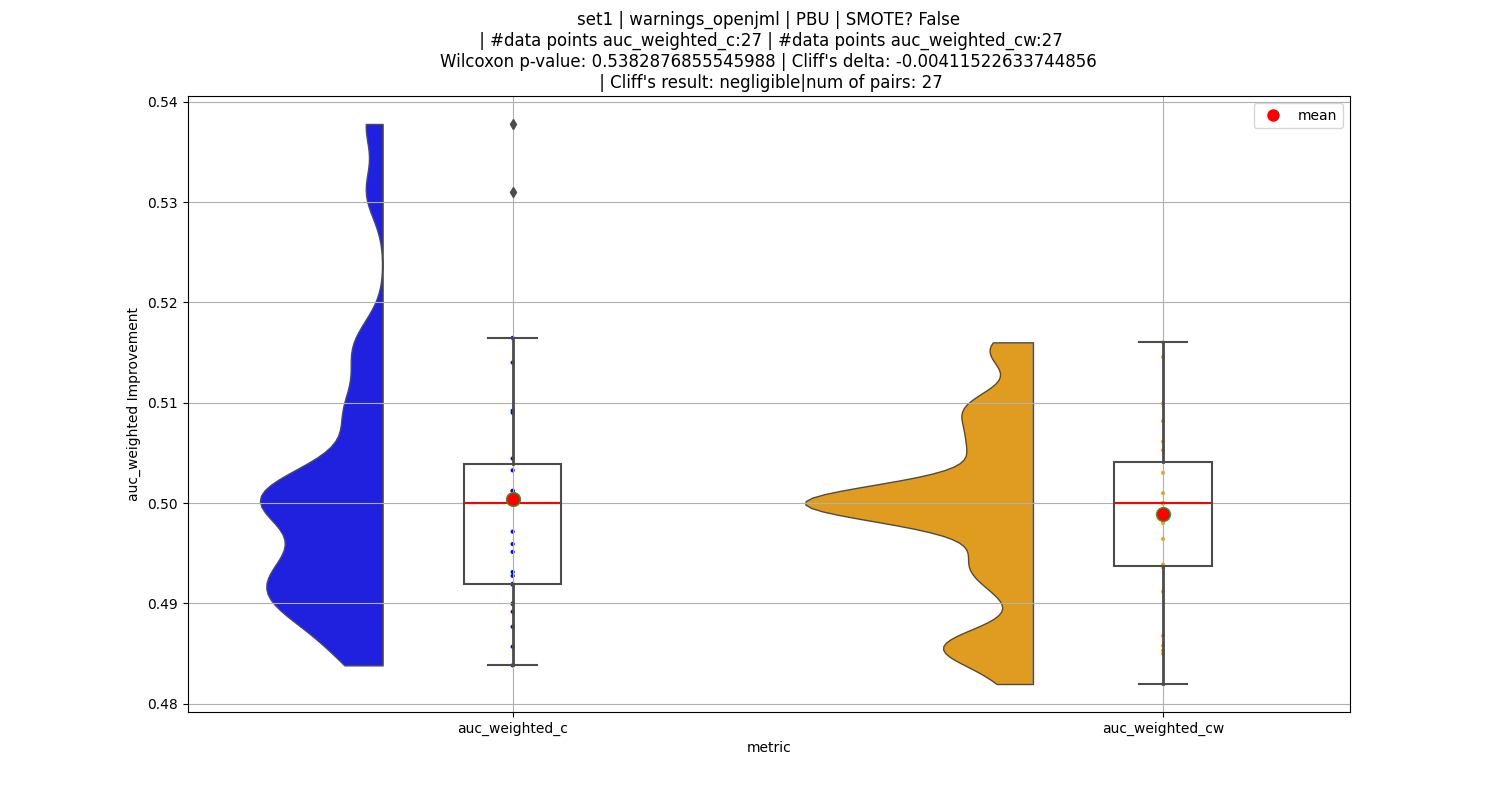 set1 | warnings_openjml | PBU | SMOTE? False
| #data points auc_weighted_c:27 | #data points auc_weighted_cw:27
Wilcoxon p-value: 0.5382876855545988 | Cliff's delta: -0.00411522633744856
| Cliff's result: negligible|num of pairs: 27
0.54
mean
0.53
0.52
auc_weighted Improvement
0.51
0.50
0.49
0.48
auc_weighted_c
auc_weighted_cw
metric